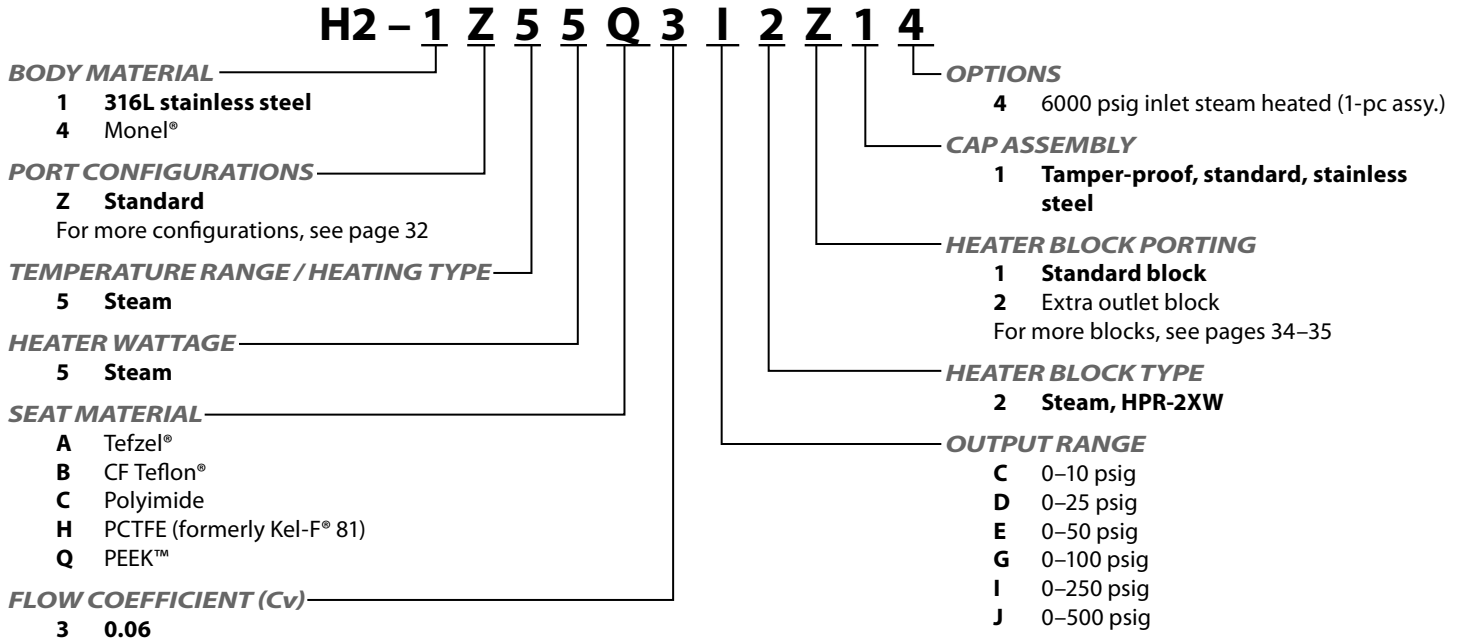 H2 – 1 Z 5 5 Q 3 I 2 Z 1 4
BODY MATERIAL
1 316L stainless steel
4 Monel®
PORT CONFIGURATIONS
Z Standard
For more configurations, see page 32
TEMPERATURE RANGE / HEATING TYPE
5 Steam
HEATER WATTAGE
5 Steam
SEAT MATERIAL
A Tefzel®
B CF Teflon®
C Polyimide
H PCTFE (formerly Kel-F® 81)
Q PEEK™
FLOW COEFFICIENT (Cv)
3 0.06
OPTIONS
4 6000 psig inlet steam heated (1-pc assy.)
CAP ASSEMBLY
1 Tamper-proof, standard, stainless
steel
HEATER BLOCK PORTING
1 Standard block
2 Extra outlet block
For more blocks, see pages 34–35
HEATER BLOCK TYPE
2 Steam, HPR-2XW
OUTPUT RANGE
C 0–10 psig
D 0–25 psig
E 0–50 psig
G 0–100 psig
I 0–250 psig
J 0–500 psig